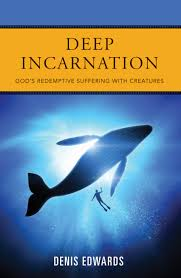 DEEP
INCARNATION
GOD'S REDEMPTIVE SUFFERING WITH CREATURES
DENIS EDWARDS